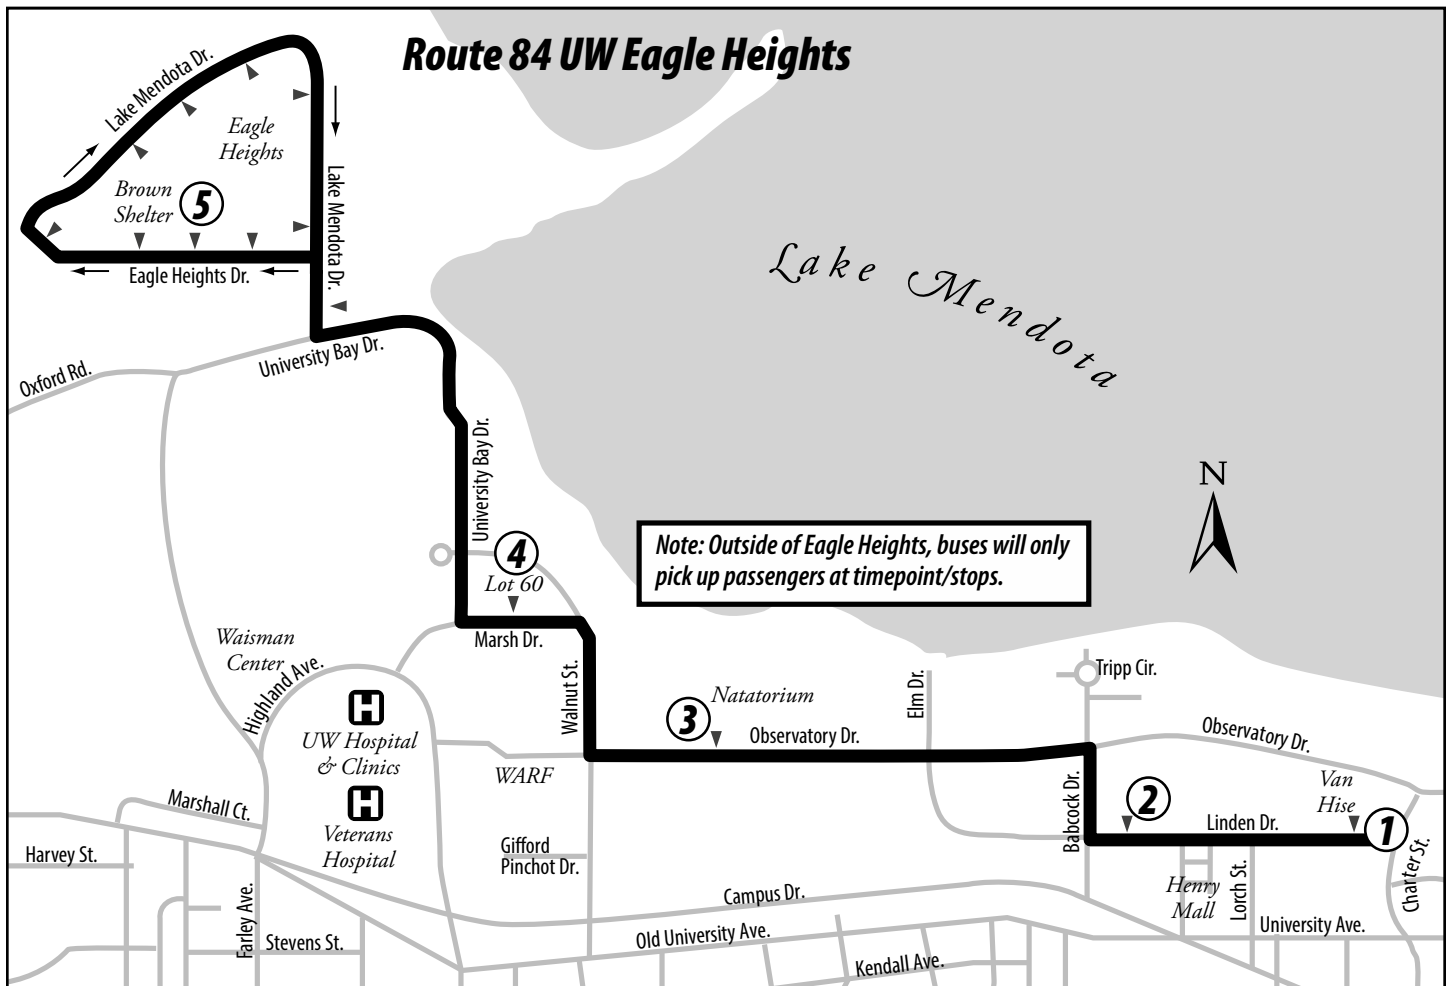 Route 84 UW Eagle Heights
Lake Mendota Dr.
Eagle
Heights
Brown
Shelter
5
Lake Mendota Dr.
Eagle Heights Dr.
Lake Mendota
University Bay Dr.
Oxford Rd.
University Bay Dr.
N
Note: Outside of Eagle Heights, buses will only
pick up passengers at timepoint/stops.
4
Lot 60
Marsh Dr.
Waisman
Center
Highland Ave.
Walnut St.
3
Natatorium
Observatory Dr.
Elm Dr.
Tripp Cir.
Observatory Dr.
H
UW Hospital
& Clinics
H
Veterans
Hospital
WARF
Babcock Dr.
2
Linden Dr.
Van
Hise
1
Charter St.
Marshall Ct.
Harvey St.
Gifford
Pinchot Dr.
Henry
Mall
Lorch St.
Campus Dr.
University Ave.
Farley Ave.
Stevens St.
Old University Ave.
Kendall Ave.